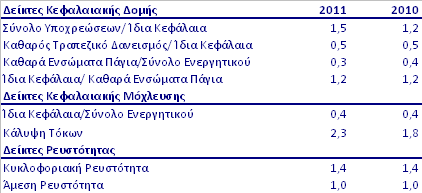 Δείκτες Κεφαλαιακής Δομής 2011 2010
Σύνολο Υποχρεώσεων/ Ίδια Κεφάλαια 1,5 1,2
Καθαρός Τραπεζικό Δανεισμός/ Ίδια Κεφάλαια 0,5 0,5
Καθαρά Ενσώματα Πάγια/Σύνολο Ενεργητικού 0,3 0,4
Ίδια Κεφάλαια/ Καθαρά Ενσώματα Πάγια 1,2 1,2
Δείκτες Κεφαλαιακής Μόχλευσης
Ίδια Κεφάλαια/Σύνολο Ενεργητικού 0,4 0,4
Κάλυψη Τόκων 2,3 1,8
Δείκτες Ρευστότητας
Κυκλοφοριακή Ρευστότητα 1,4 1,4
Άμεση Ρευστότητα 1,0 1,0